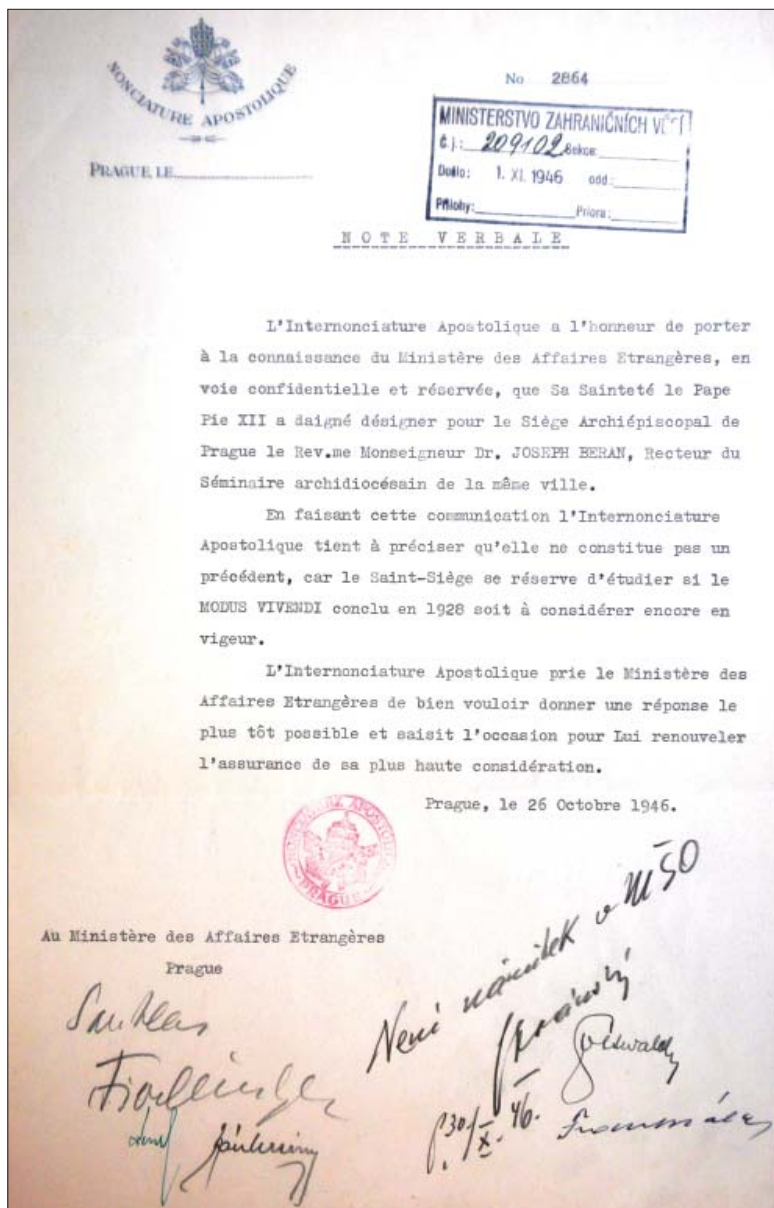 NONCIATURE APOSTOLIQUE
No 2864
MINISTERSTVO ZAHRANIČNÍCH VĚCÍ
Č.j.: 209102 Sekce:
Došlo: 1. XI. 1946 odd.:
Přílohy: Priora:
PRAGUE, LE
NOTE VERBALE
L'Internonciature Apostolique a l'honneur de porter
à la connaissance du Ministère des Affaires Etrangères, en
voie confidentielle et réservée, que Sa Sainteté le Pape
Pie XII a daigné désigner pour le Siège Archiépiscopal de
Prague le Rev.me Monseigneur Dr. JOSEPH BERAN, Recteur du
Séminaire archidiocésain de la même ville.
En faisant cette communication l'Internonciature
Apostolique tient à préciser qu'elle ne constitue pas un
précédent, car le Saint-Siège se réserve d'étudier si le
MODUS VIVENDI conclu en 1928 soit à considérer encore en
vigeur.
L'Internonciature Apostolique prie le Ministère des
Affaires Etrangères de bien vouloir donner une réponse le
plus tôt possible et saisit l'occasion pour Lui renouveler
l'assurance de sa plus haute considération.
Prague, le 26 Octobre 1946.
APOSTO
PRAGUE
Au Ministère des Affaires Etrangères
Prague
Není námitek v MŠO
Gottwald
Fierlinger
30/X. 46.